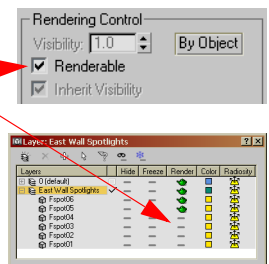 Rendering Control
Visibility: 1.0 By Object
Renderable
Inherit Visibility
Layer: East Wall Spotlights
Layers Hide Freeze Render Color Radiosity
0 (default)
East Wall Spotlights
Fspot06
Fspot05
Fspot04
Fspot03
Fspot02
Fspot01